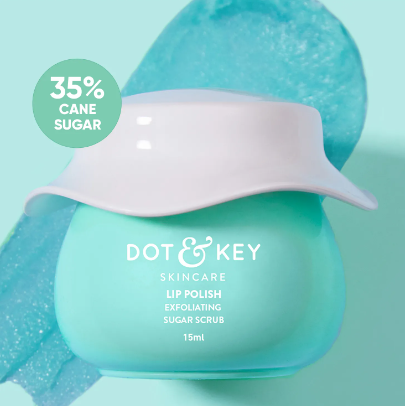 35%
CANE
SUGAR
DOT & KEY
SKINCARE
LIP POLISH
EXFOLIATING
SUGAR SCRUB
15ml